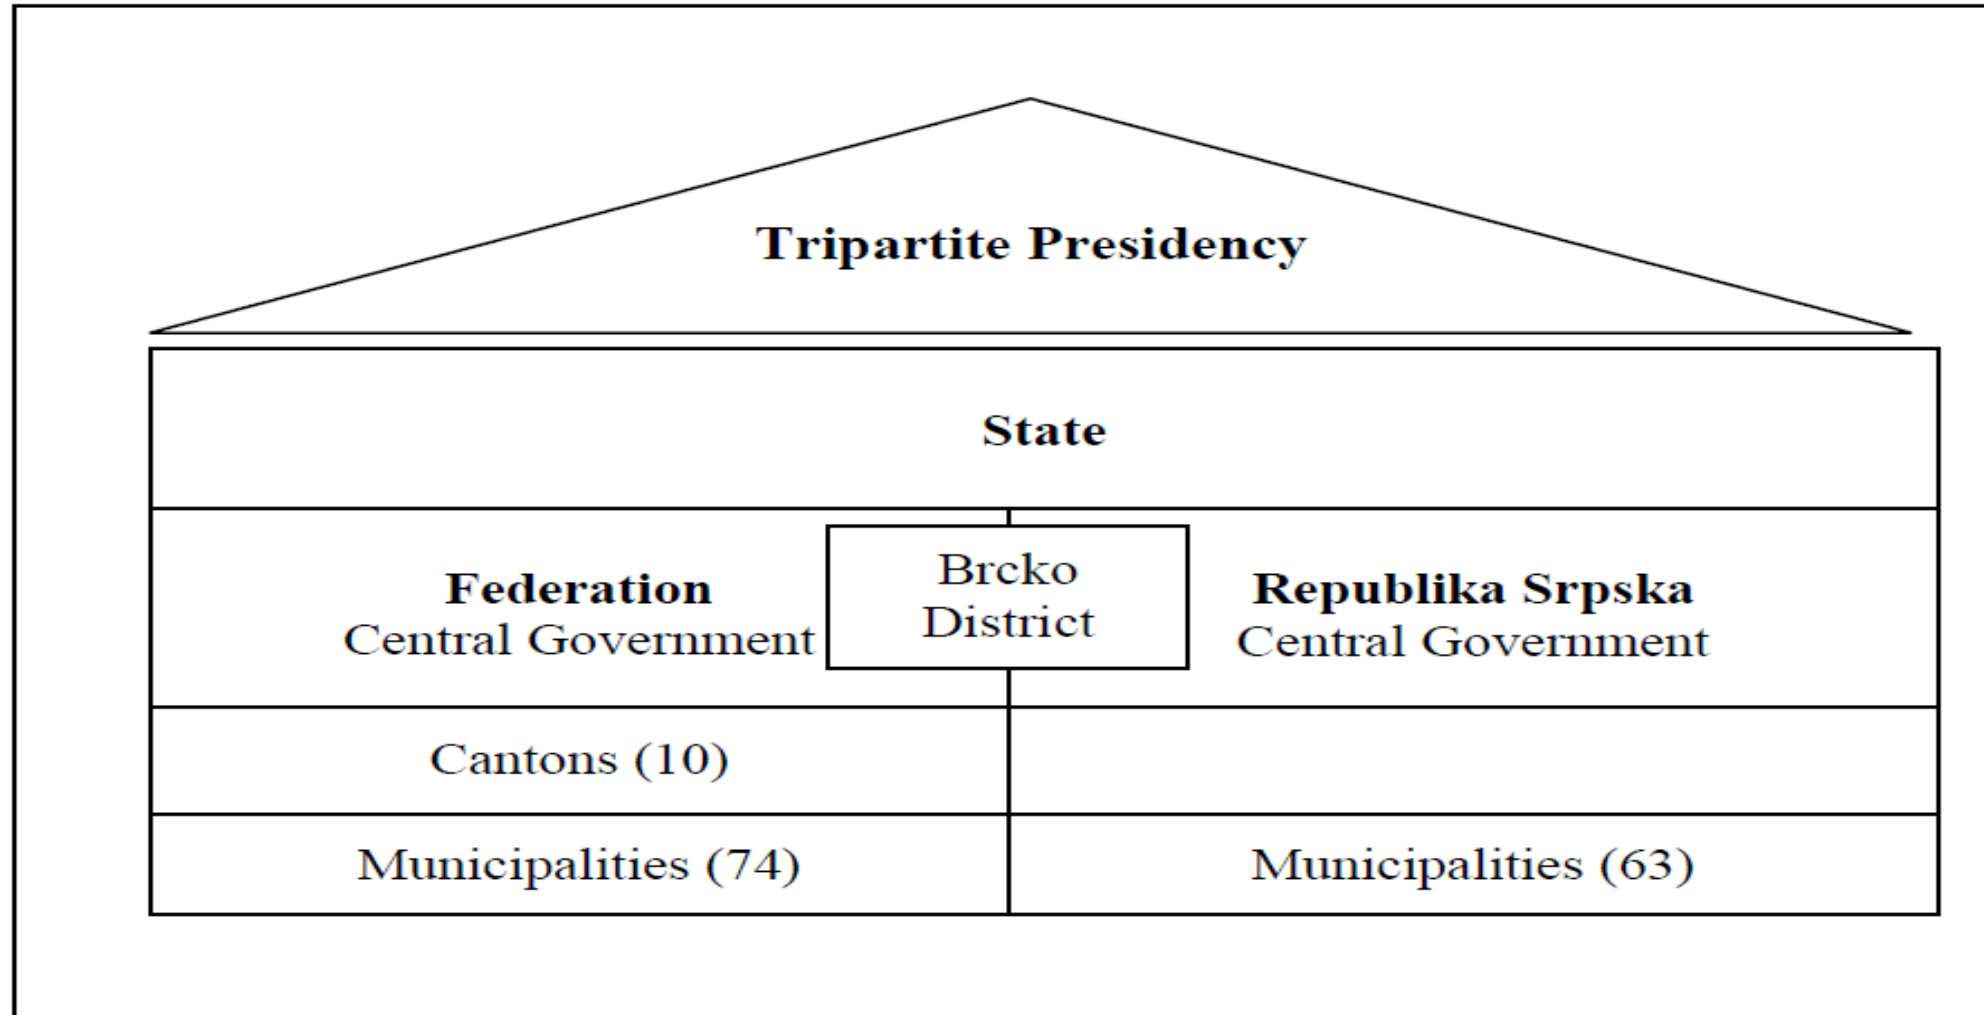 Tripartite Presidency
State
Federation
Central Government
Brcko
District
Republika Srpska
Central Government
Cantons (10)
Municipalities (74)
Municipalities (63)